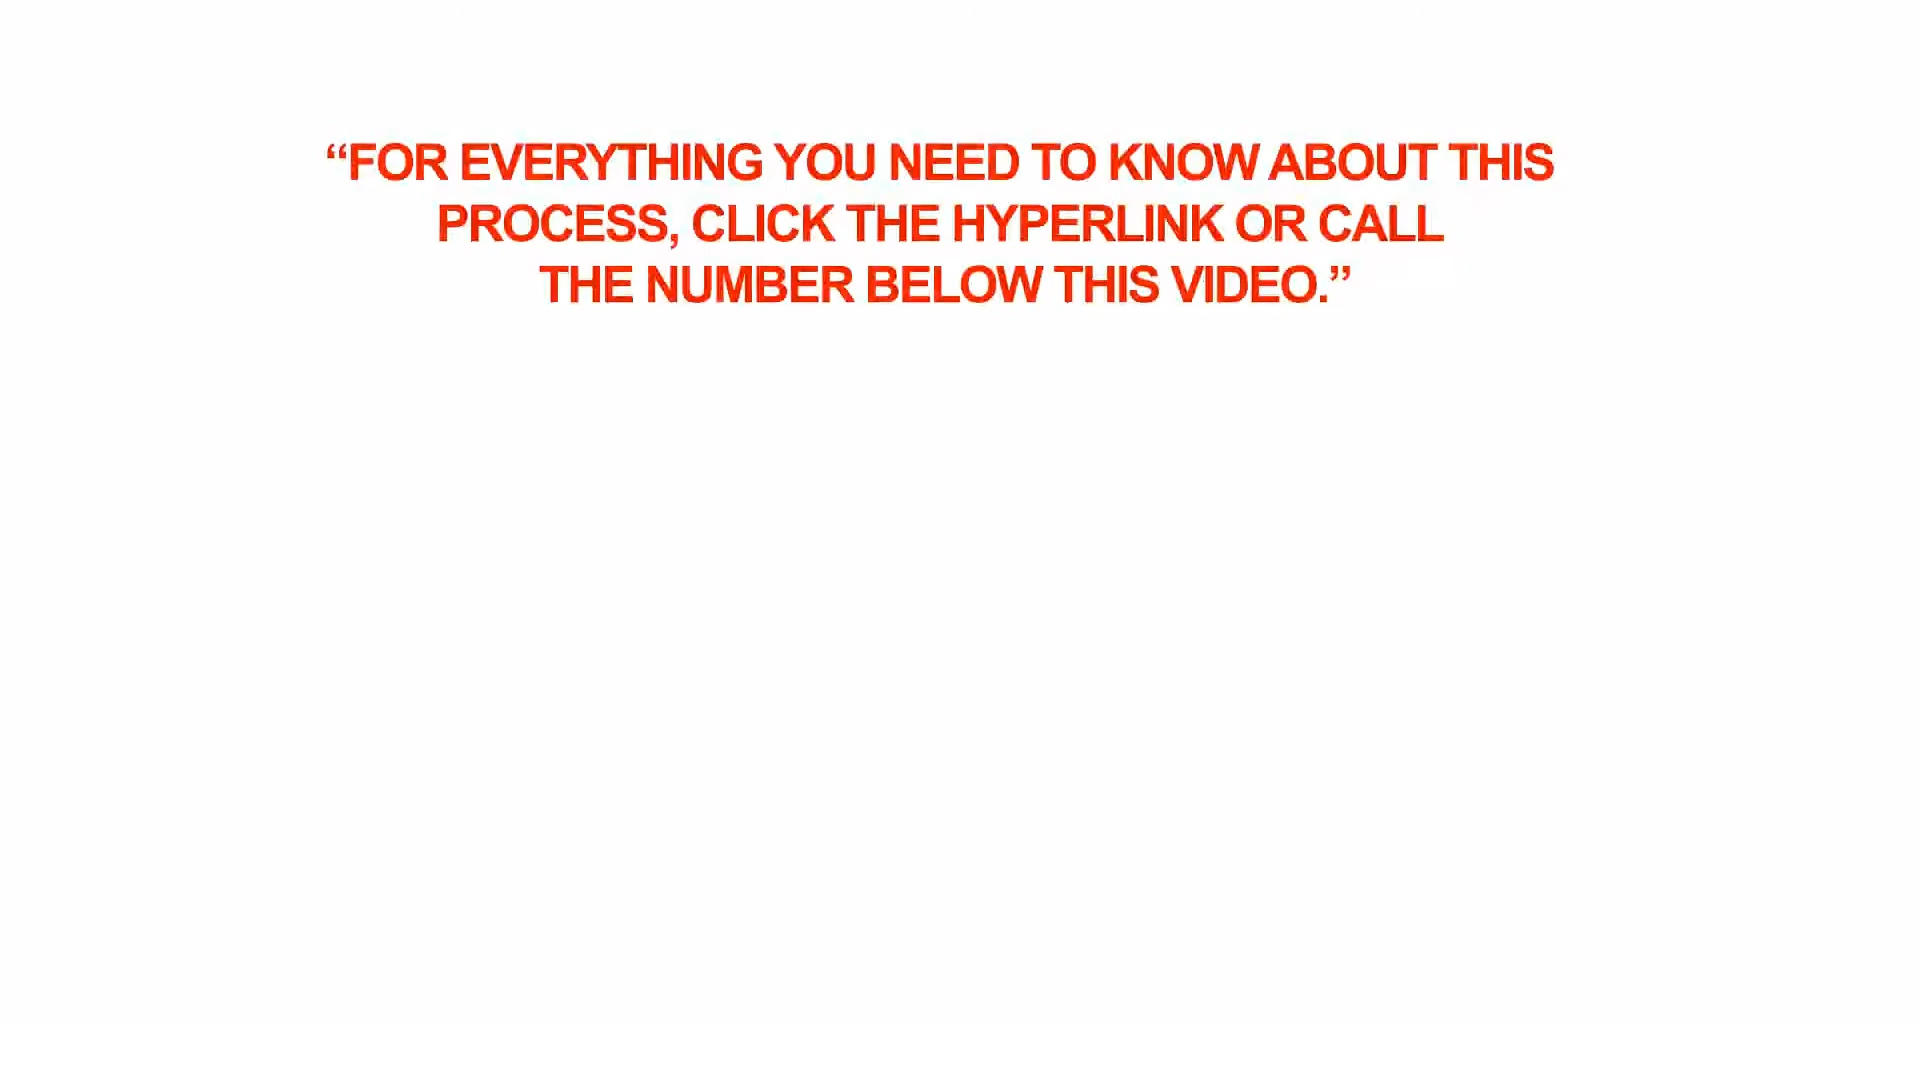 “FOR EVERYTHING YOU NEED TO KNOW ABOUT THIS
PROCESS, CLICK THE HYPERLINK OR CALL
THE NUMBER BELOW THIS VIDEO.”